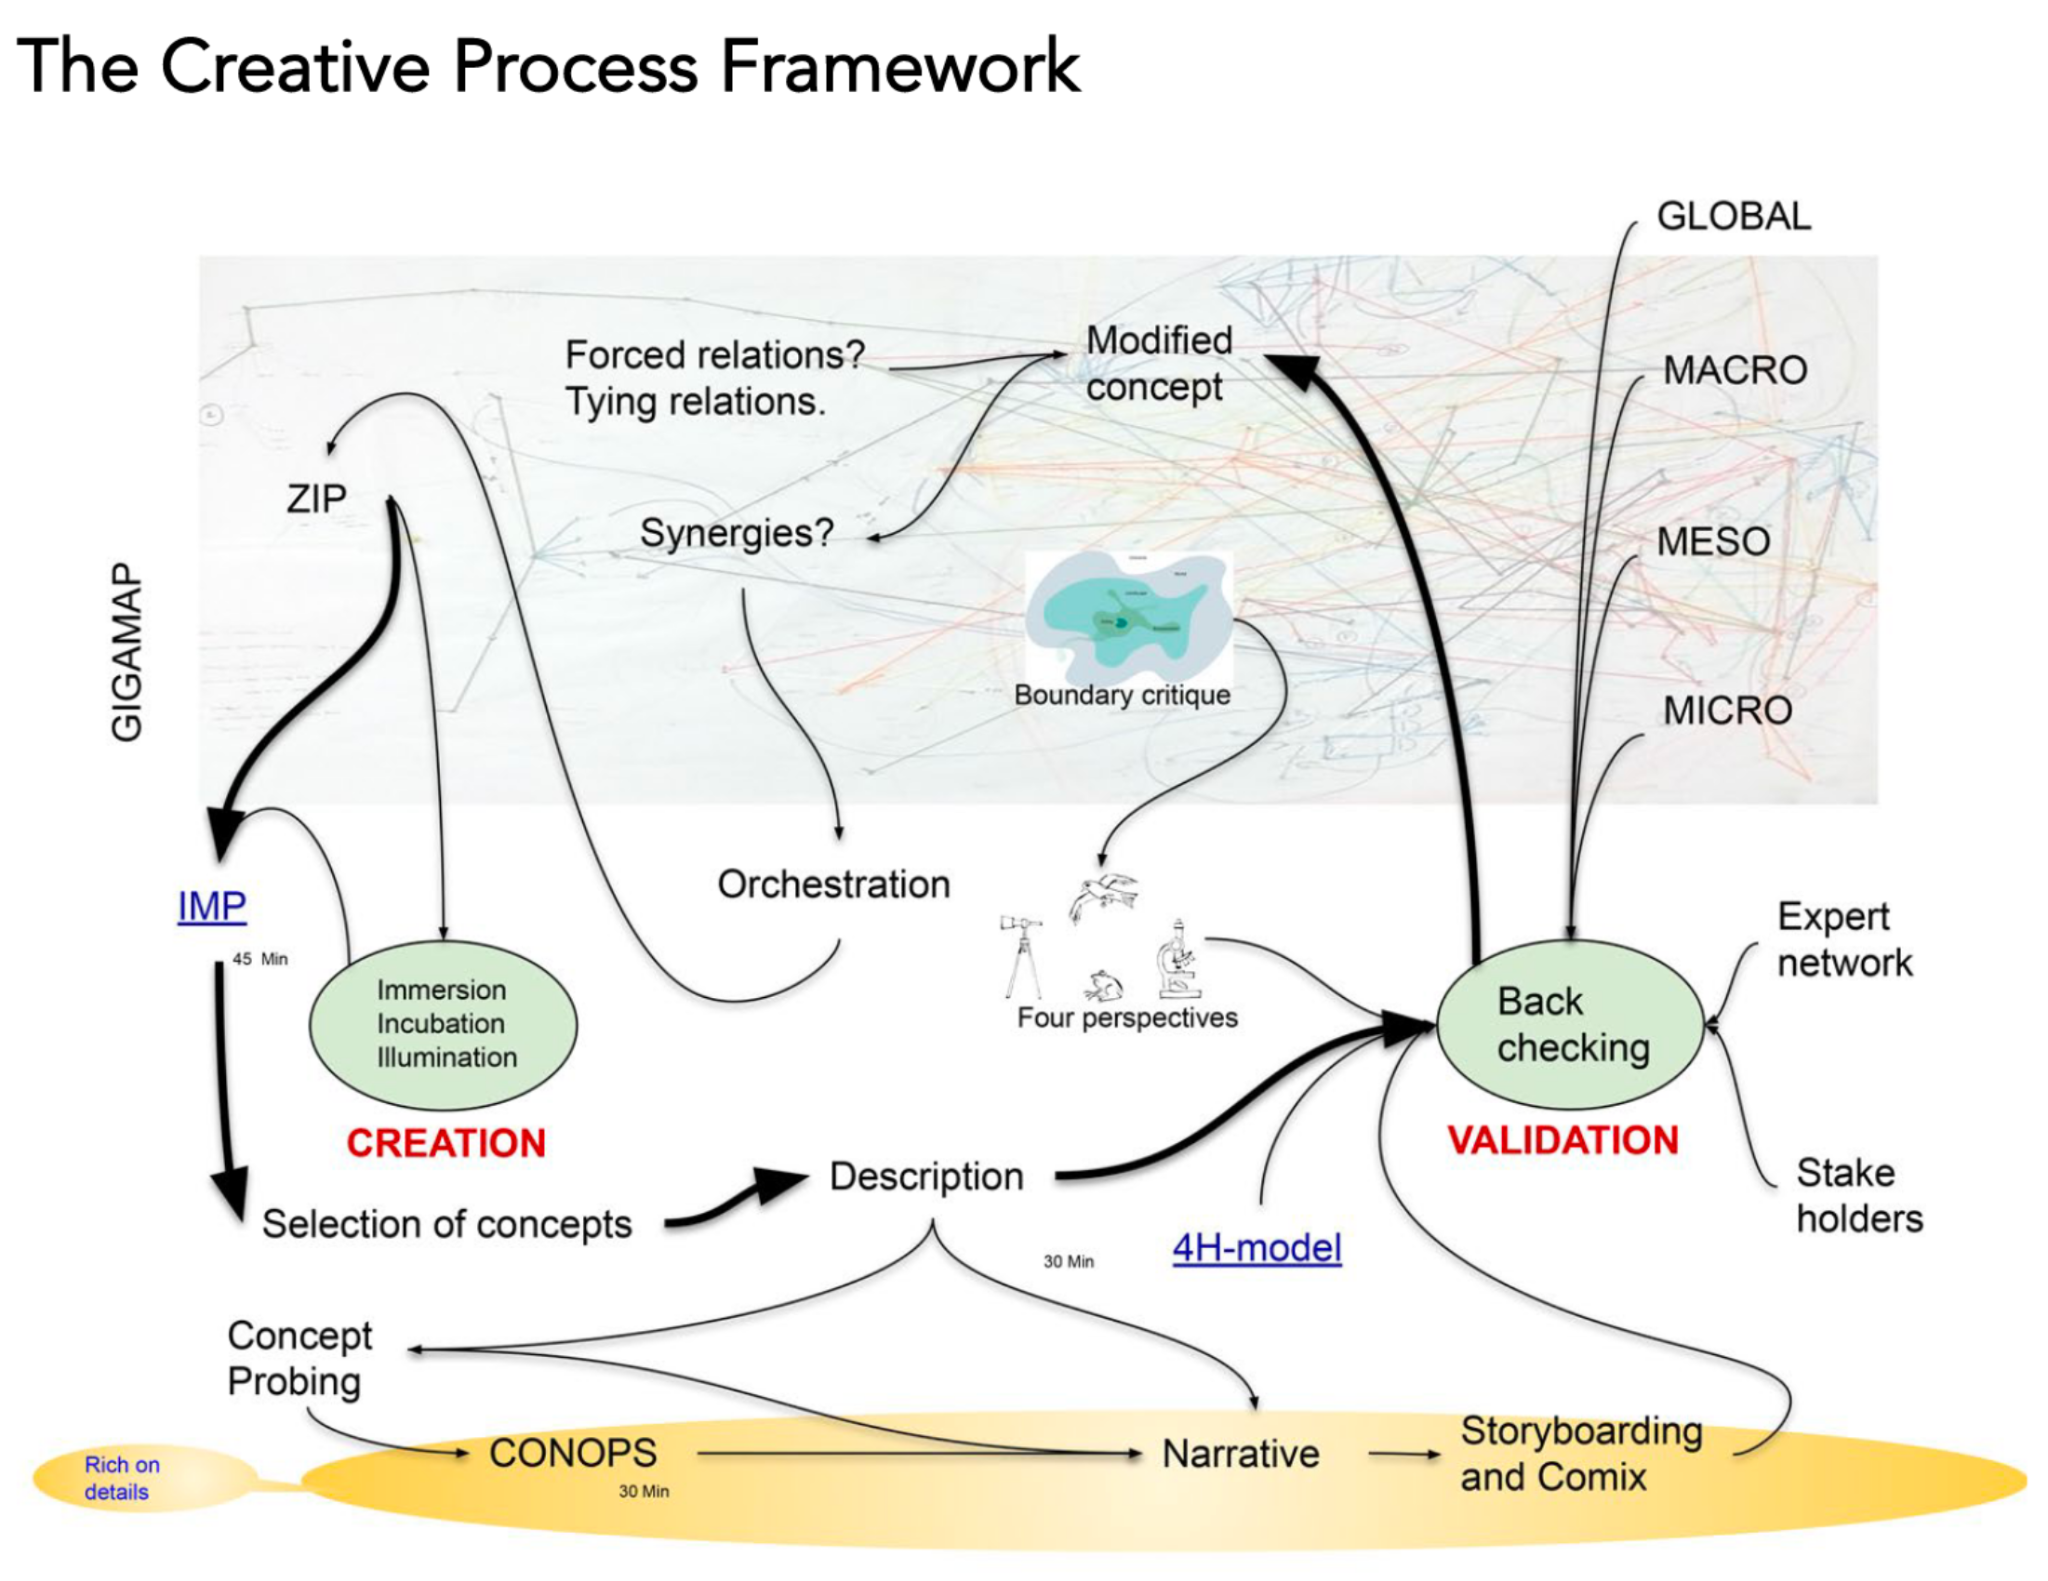 The Creative Process Framework
GLOBAL
MACRO
MESO
MICRO
Forced relations?
Tying relations.
Modified
concept
ZIP
Synergies?
GIGAMAP
Boundary critique
IMP
45 Min
Orchestration
Four perspectives
Immersion
Incubation
Illumination
CREATION
Back
checking
VALIDATION
Expert
network
Stake
holders
Selection of concepts
Description
30 Min
4H-model
Concept
Probing
CONOPS
30 Min
Narrative
Storyboarding
and Comix
Rich on
details